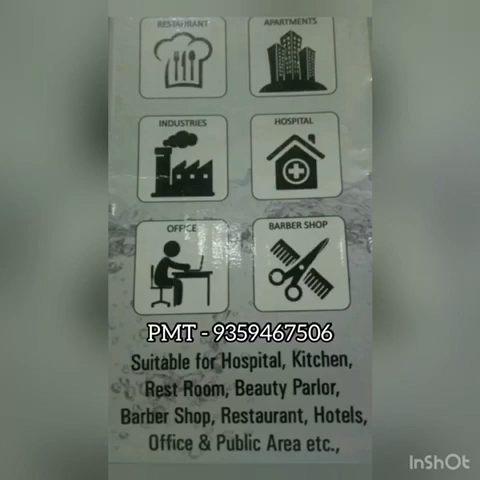 RESTAURANT
APARTMENTS
INDUSTRIES
HOSPITAL
OFFICE
BARBER SHOP
PMT - 9359467506
Suitable for Hospital, Kitchen,
Rest Room, Beauty Parlor,
Barber Shop, Restaurant, Hotels,
Office & Public Area etc.,
InShOt